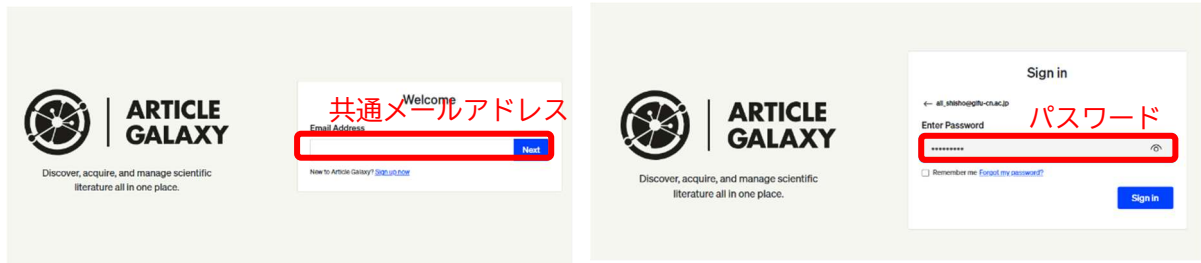 ARTICLE
GALAXY
Discover, acquire, and manage scientific
literature all in one place.
Welcome
共通メールアドレス
Email Address
Next
New to Article Galaxy? Sign up now
ARTICLE
GALAXY
Discover, acquire, and manage scientific
literature all in one place.
Sign in
← all_shisho@gifu-cn.ac.jp
Enter Password
パスワード
•••••••••
Remember me Forgot my password?
Sign in